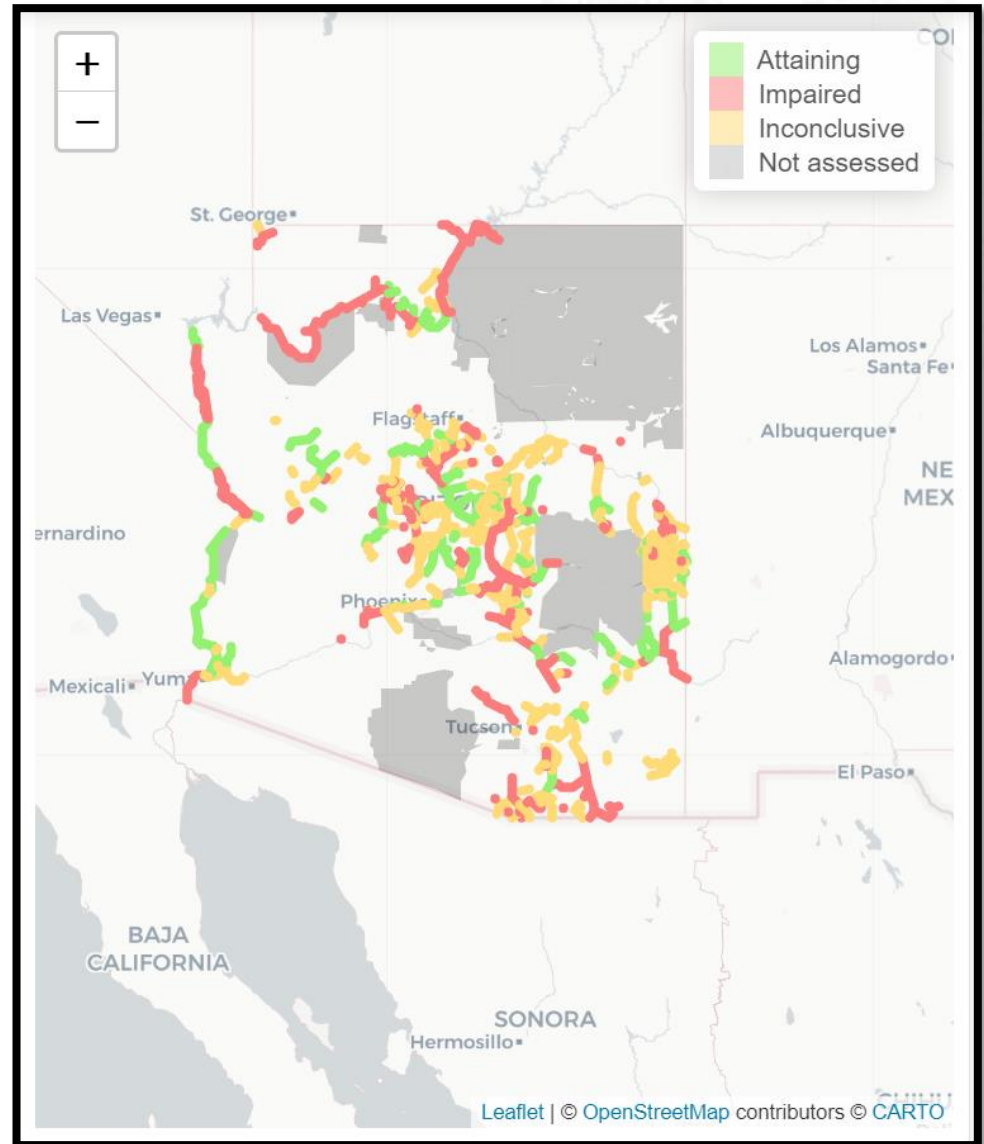 +
−
Attaining
Impaired
Inconclusive
Not assessed
St. George
Las Vegas
Los Alamos
Santa Fe
Flagstaff
Albuquerque
NE
MEX
ernardino
Phoenix
Alamogordo
Mexicali
Yum
Tucson
El Paso
BAJA
CALIFORNIA
SONORA
Hermosillo
Leaflet | © OpenStreetMap contributors © CARTO